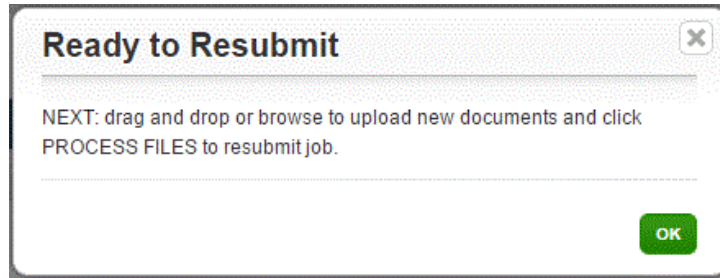 Ready to Resubmit
NEXT: drag and drop or browse to upload new documents and click
PROCESS FILES to resubmit job.
OK